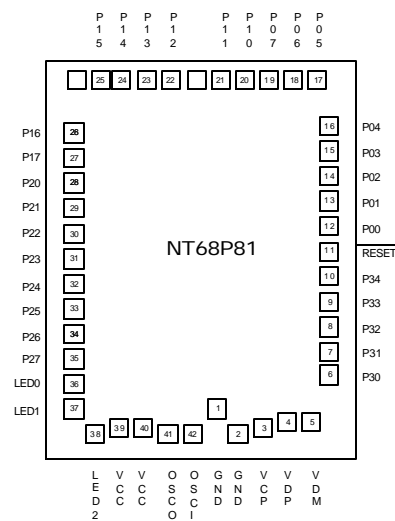 P15 P14 P13 P12 P11 P10 P07 P06 P05
25 24 23 22 21 20 19 18 17
P16 26 16 P04
P17 27 15 P03
P20 28 14 P02
P21 29 13 P01
P22 30 12 P00
NT68P81
P23 31 11 RESET
P24 32 10 P34
P25 33 9 P33
P26 34 8 P32
P27 35 7 P31
LED0 36 6 P30
LED1 37 1
38 39 40 41 42 2 3 4 5
LED2 VCC VCC OSCO OSCI GND GND VCP VDP VDM